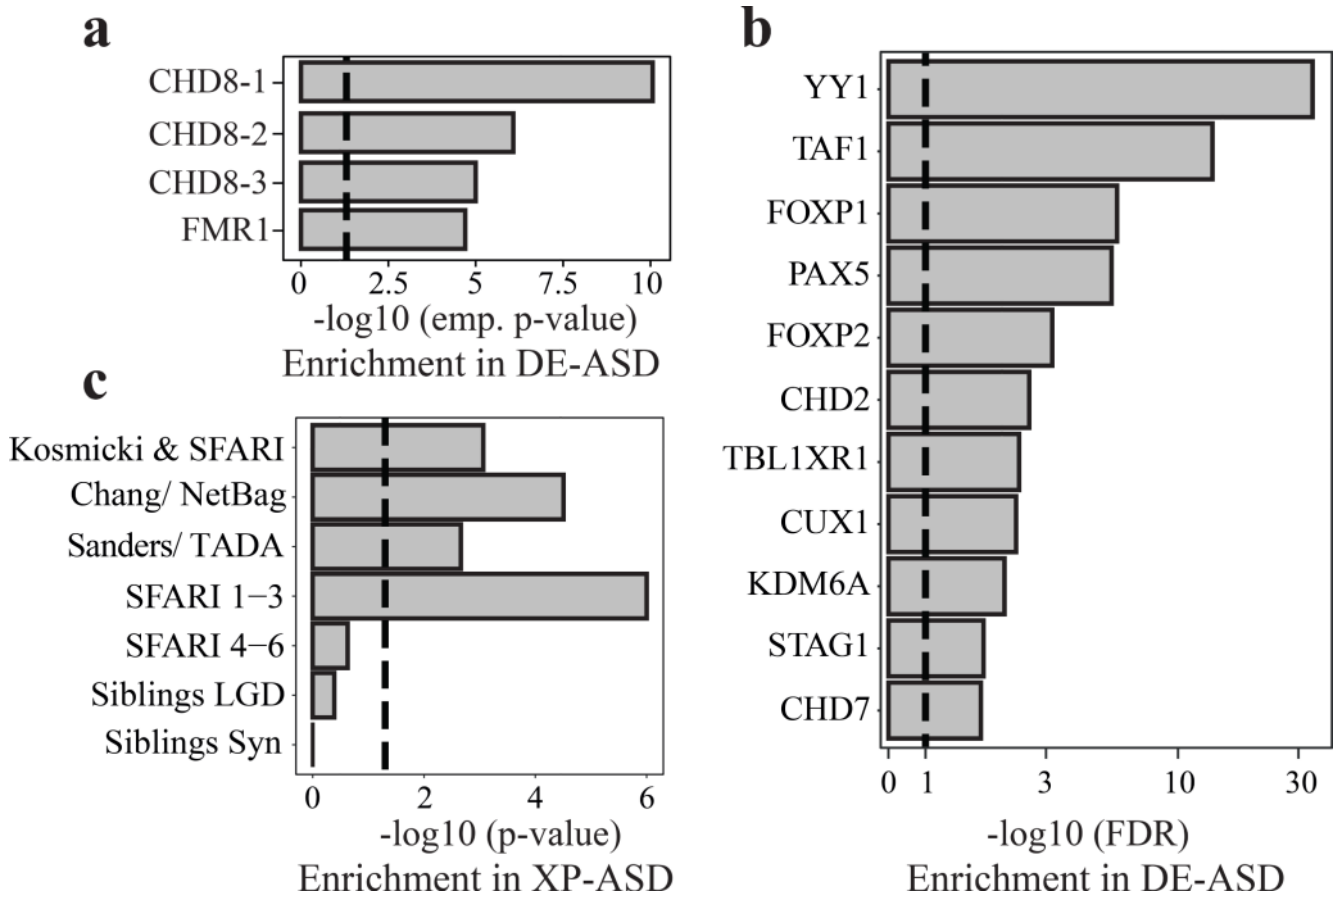 a
CHD8-1
CHD8-2
CHD8-3
FMR1
0 2.5 5 7.5 10
-log10 (emp. p-value)
Enrichment in DE-ASD
b
YY1
TAF1
FOXP1
PAX5
FOXP2
CHD2
TBL1XR1
CUX1
KDM6A
STAG1
CHD7
0 1 3 10 30
-log10 (FDR)
Enrichment in DE-ASD
c
Kosmicki & SFARI
Chang/ NetBag
Sanders/ TADA
SFARI 1−3
SFARI 4−6
Siblings LGD
Siblings Syn
0 2 4 6
-log10 (p-value)
Enrichment in XP-ASD